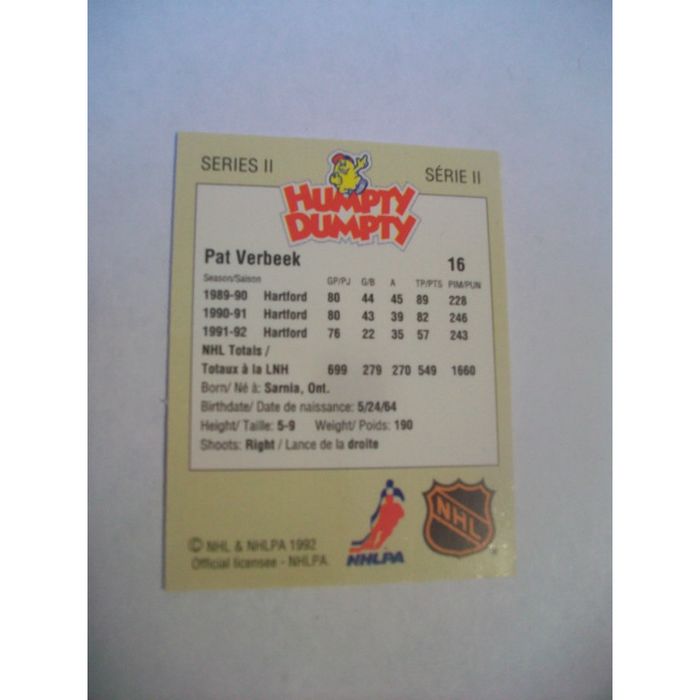 SERIES II
SÉRIE II
HUMPTY
DUMPTY
Pat Verbeek 16
Season/Saison GP/PJ G/B A TP/PTS PIM/PUN
1989-90 Hartford 80 44 45 89 228
1990-91 Hartford 80 43 39 82 246
1991-92 Hartford 76 22 35 57 243
NHL Totals /
Totaux à la LNH 699 279 270 549 1660
Born/ Né à: Sarnia, Ont.
Birthdate/ Date de naissance: 5/24/64
Height/ Taille: 5-9 Weight/ Poids: 190
Shoots: Right / Lance de la droite
© NHL & NHLPA 1992
Official licensee - NHLPA
NHLPA
NHL